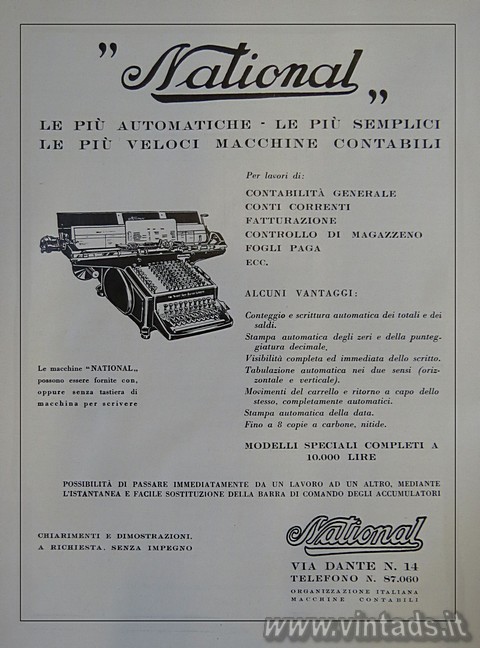 „National„
LE PIÙ AUTOMATICHE - LE PIÙ SEMPLICI
LE PIÙ VELOCI MACCHINE CONTABILI
Per lavori di:
CONTABILITÀ GENERALE
CONTI CORRENTI
FATTURAZIONE
CONTROLLO DI MAGAZZENO
FOGLI PAGA
ECC.
ALCUNI VANTAGGI:
Conteggio e scrittura automatica dei totali e dei
saldi.
Stampa automatica degli zeri e della punteg-
giatura decimale.
Visibilità completa ed immediata dello scritto.
Tabulazione automatica nei due sensi (oriz-
zontale e verticale).
Movimenti del carrello e ritorno a capo dello
stesso, completamente automatici.
Stampa automatica della data.
Fino a 8 copie a carbone, nitide.
Le macchine "NATIONAL„
possono essere fornite con,
oppure senza tastiera di
macchina per scrivere
MODELLI SPECIALI COMPLETI A
10.000 LIRE
POSSIBILITÀ DI PASSARE IMMEDIATAMENTE DA UN LAVORO AD UN ALTRO, MEDIANTE
L'ISTANTANEA E FACILE SOSTITUZIONE DELLA BARRA DI COMANDO DEGLI ACCUMULATORI
CHIARIMENTI E DIMOSTRAZIONI,
A RICHIESTA, SENZA IMPEGNO
National
VIA DANTE N. 14
TELEFONO N. 87.060
ORGANIZZAZIONE ITALIANA
MACCHINE CONTABILI
www.vintads.it